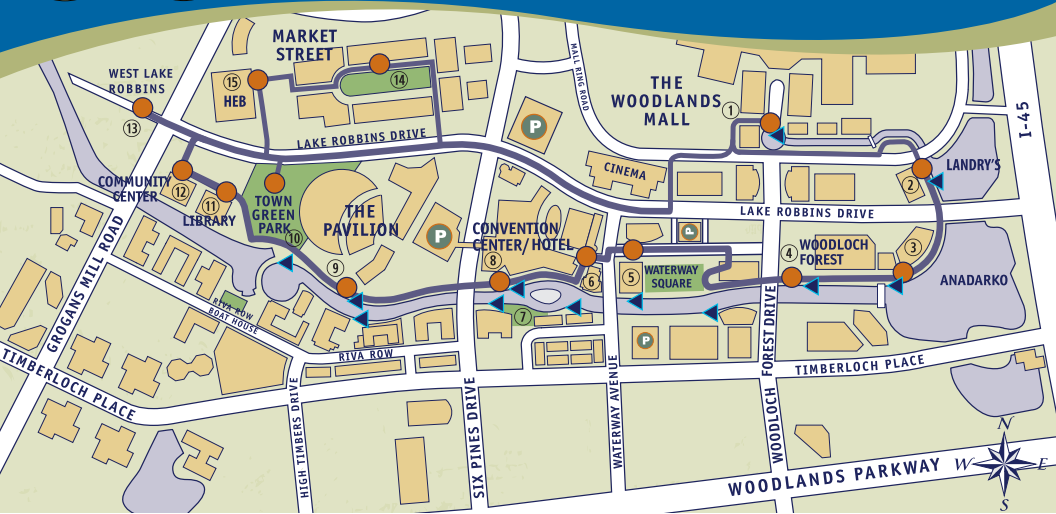 MARKET
STREET
WEST LAKE
ROBBINS
13
15
HEB
14
LAKE ROBBINS DRIVE
MALL RING ROAD
P
THE
WOODLANDS
MALL
1
I-45
CINEMA
LANDRY'S
2
LAKE ROBBINS DRIVE
COMMUNITY
CENTER
12
11
LIBRARY
TOWN
GREEN
PARK
10
THE
PAVILION
P
CONVENTION
CENTER/HOTEL
8
9
P
6
5
WATERWAY
SQUARE
4
WOODLOCH
FOREST
3
ANADARKO
7
GROGANS MILL ROAD
RIVA ROW
BOAT HOUSE
RIVA ROW
P
TIMBERLOCH PLACE
TIMBERLOCH PLACE
HIGH TIMBERS DRIVE
SIX PINES DRIVE
WATERWAY AVENUE
WOODLOCH FOREST DRIVE
WOODLANDS PARKWAY
N
W
E
S